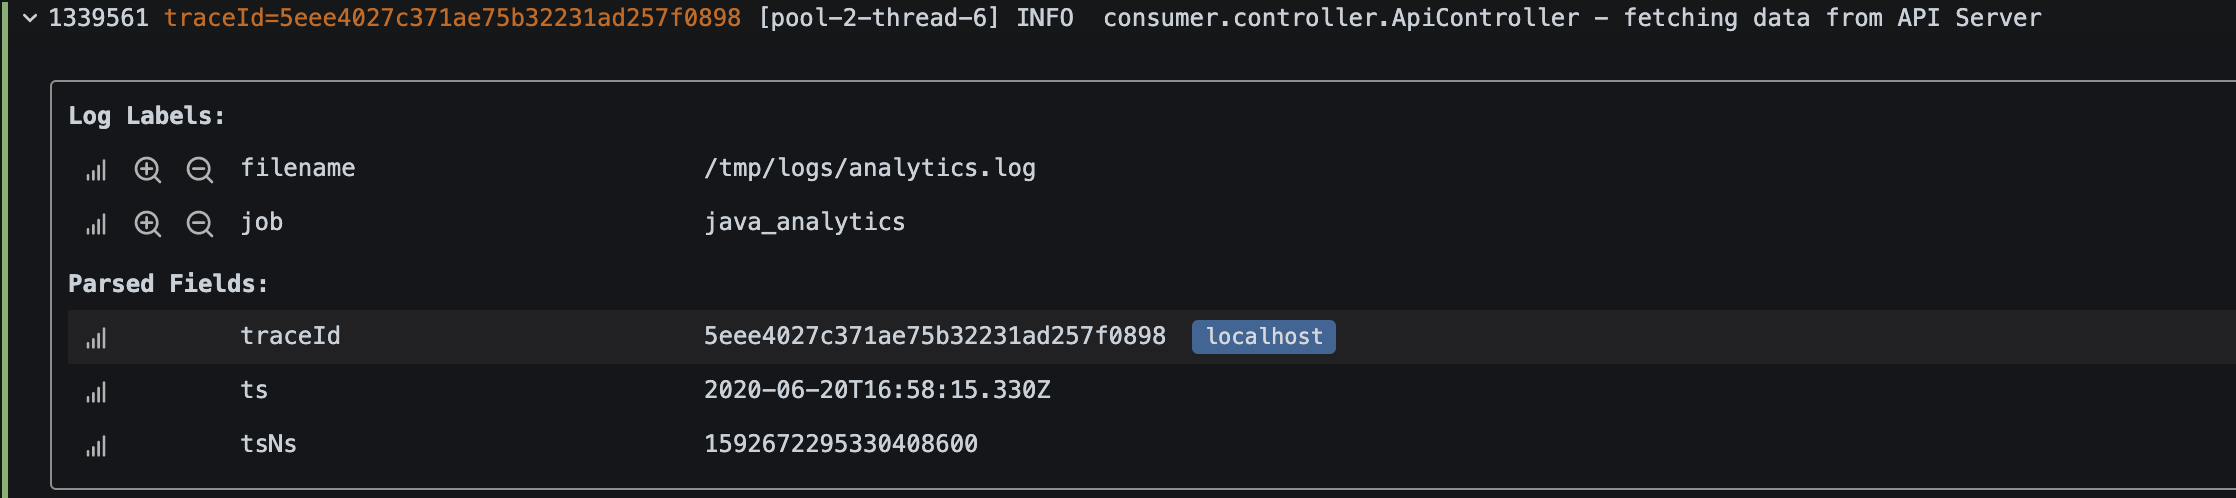 1339561 traceId=5eee4027c371ae75b32231ad257f0898 [pool-2-thread-6] INFO consumer.controller.ApiController - fetching data from API Server
Log Labels:
filename /tmp/logs/analytics.log
job java_analytics
Parsed Fields:
traceId 5eee4027c371ae75b32231ad257f0898 localhost
ts 2020-06-20T16:58:15.330Z
tsNs 1592672295330408600